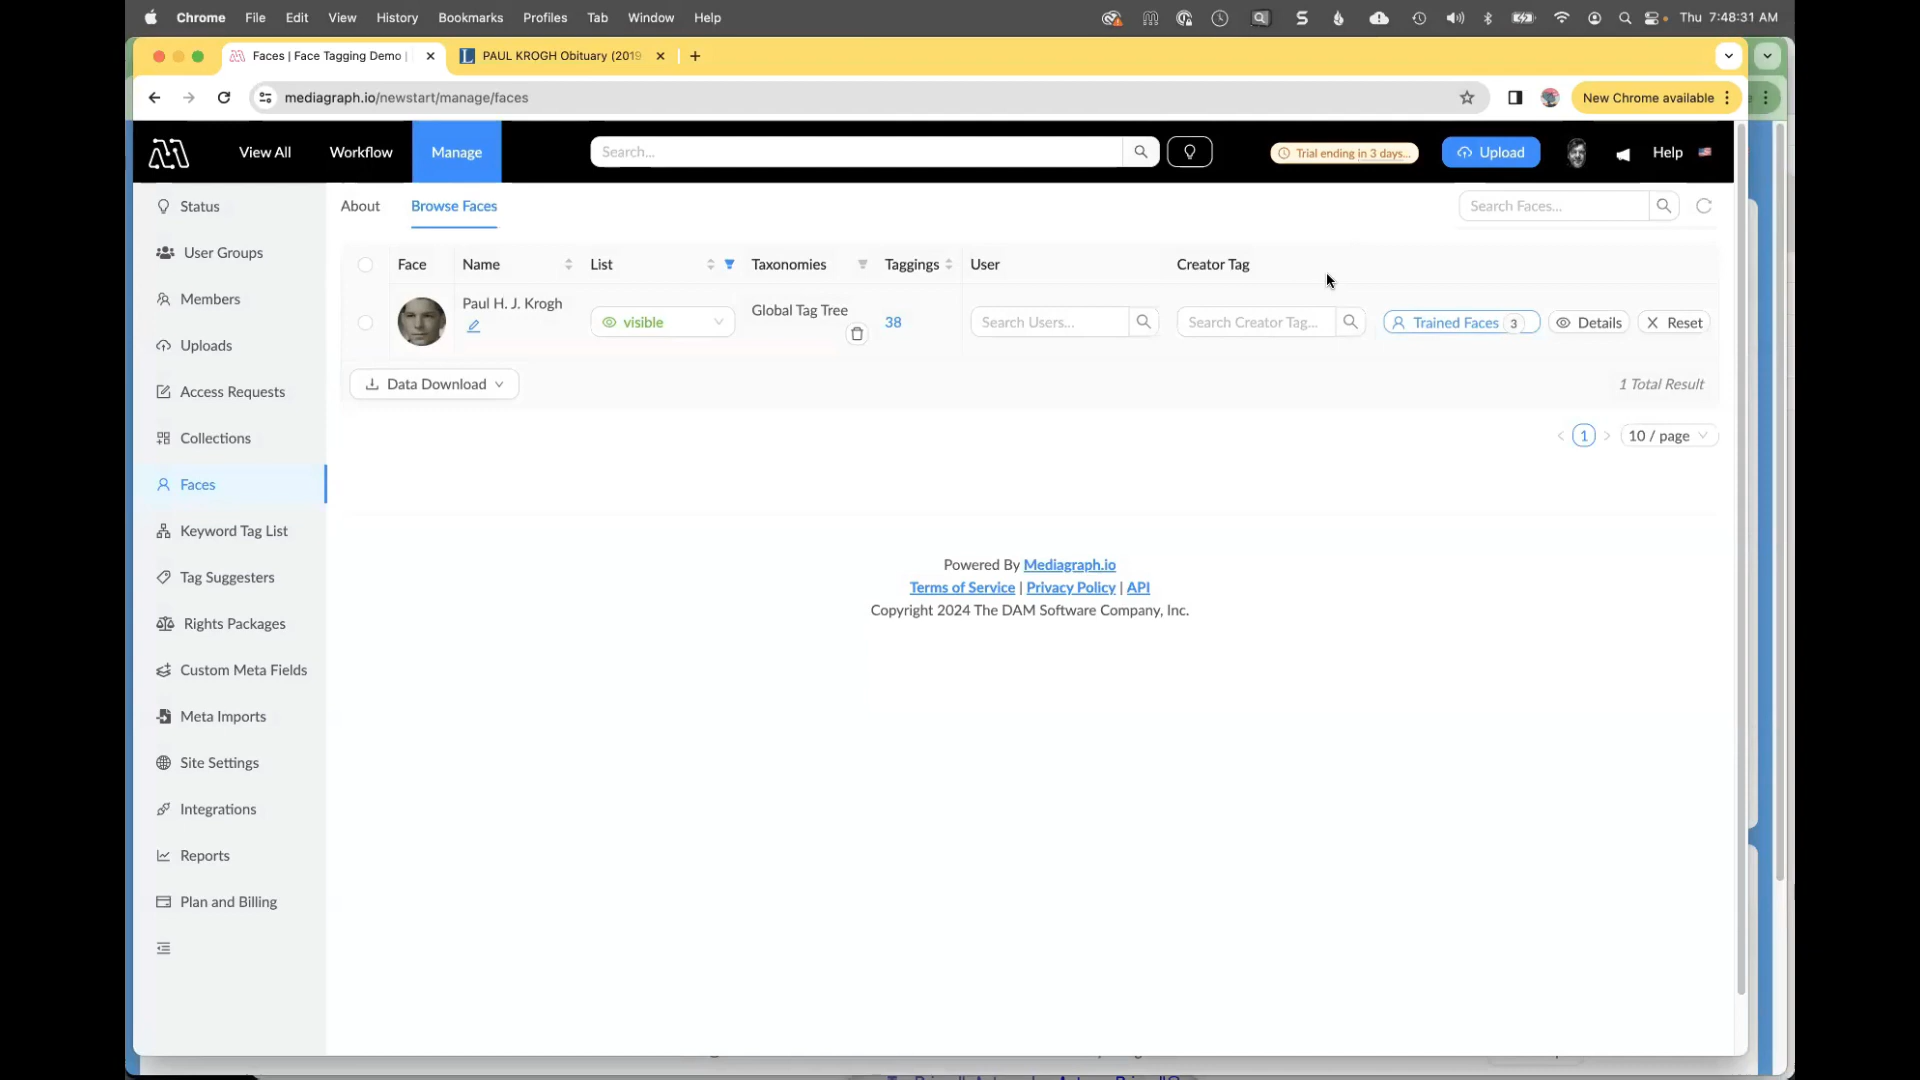 Chrome File Edit View History Bookmarks Profiles Tab Window Help Thu 7:48:31 AM
Faces | Face Tagging Demo | PAUL KROGH Obituary (2019
mediagraph.io/newstart/manage/faces New Chrome available
View All Workflow Manage Search... Trial ending in 3 days... Upload Help
Status
User Groups
Members
Uploads
Access Requests
Collections
Faces
Keyword Tag List
Tag Suggesters
Rights Packages
Custom Meta Fields
Meta Imports
Site Settings
Integrations
Reports
Plan and Billing
About Browse Faces Search Faces...
Face Name List Taxonomies Taggings User Creator Tag
Paul H. J. Krogh visible Global Tag Tree 38 Search Users... Search Creator Tag... Trained Faces 3 Details Reset
Data Download 1 Total Result
1 10 / page
Powered By Mediagraph.io
Terms of Service | Privacy Policy | API
Copyright 2024 The DAM Software Company, Inc.